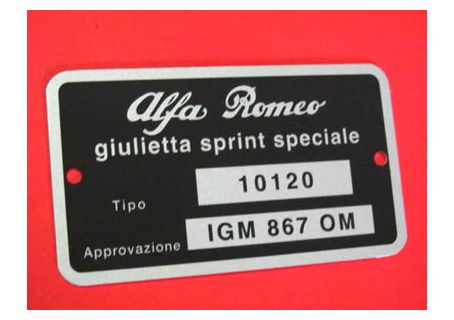 Alfa Romeo
giulietta sprint speciale
Tipo 10120
Approvazione IGM 867 OM